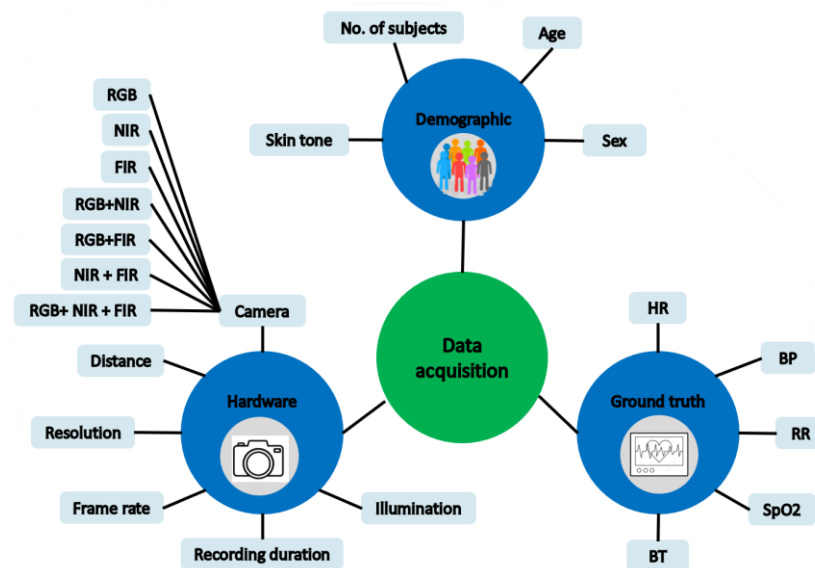 No. of subjects
Age
Demographic
Skin tone
Sex
RGB
NIR
FIR
RGB+NIR
RGB+FIR
NIR + FIR
RGB+ NIR + FIR
Camera
Distance
Hardware
Resolution
Frame rate
Recording duration
Illumination
Data
acquisition
HR
BP
Ground truth
RR
SpO2
BT